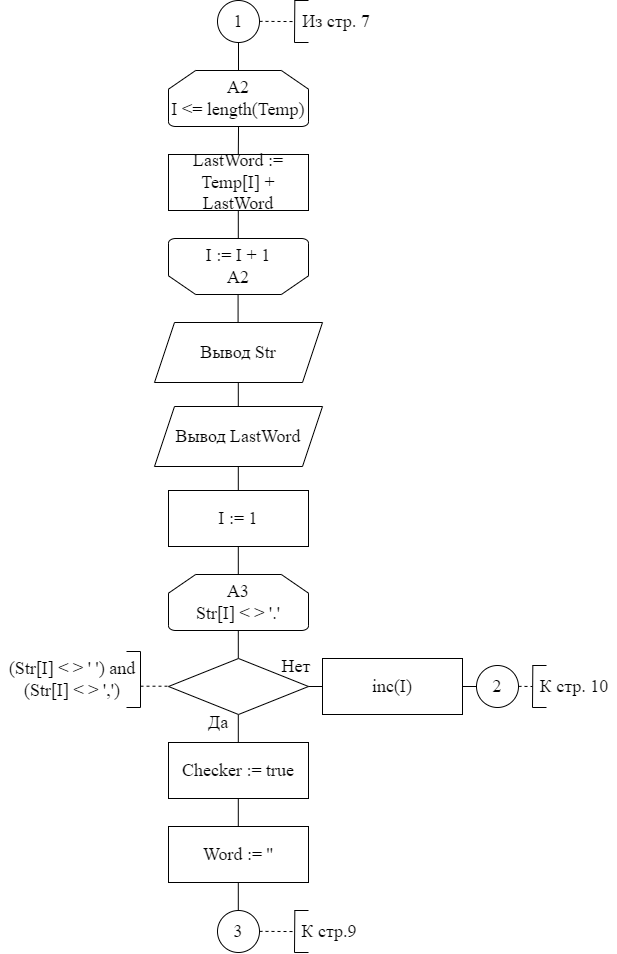 1
Из стр. 7
A2
I <= length(Temp)
LastWord :=
Temp[I] +
LastWord
I := I + 1
A2
Вывод Str
Вывод LastWord
I := 1
A3
Str[I] < > '.'
(Str[I] < > ' ') and
(Str[I] < > ',')
Нет
inc(I)
2
К стр. 10
Да
Checker := true
Word := ''
3
К стр.9